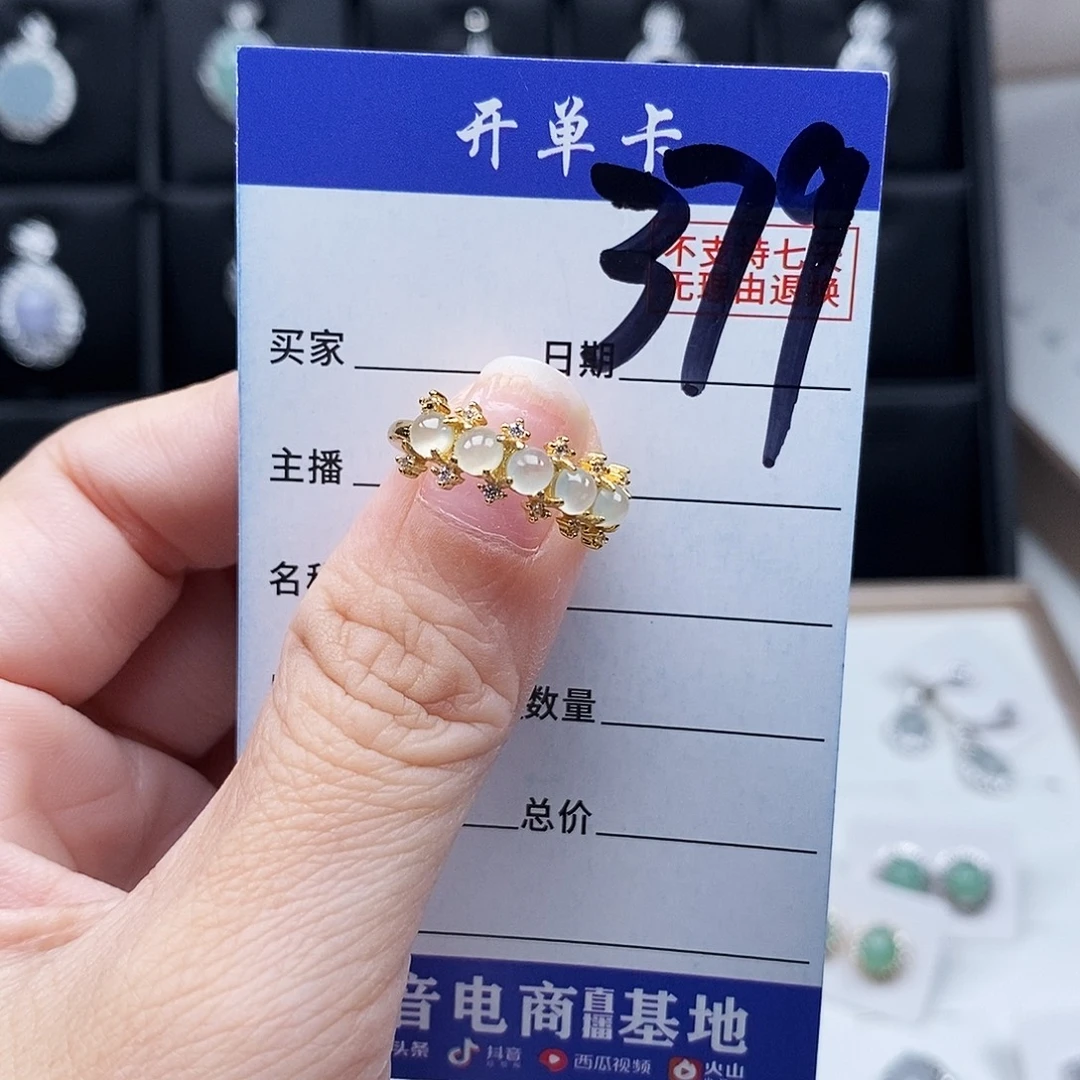 开单卡
379
不支持七天
无理由退换
买家 日期
主播
数量
总价
音电商直播基地
头条 抖音 西瓜视频 火山